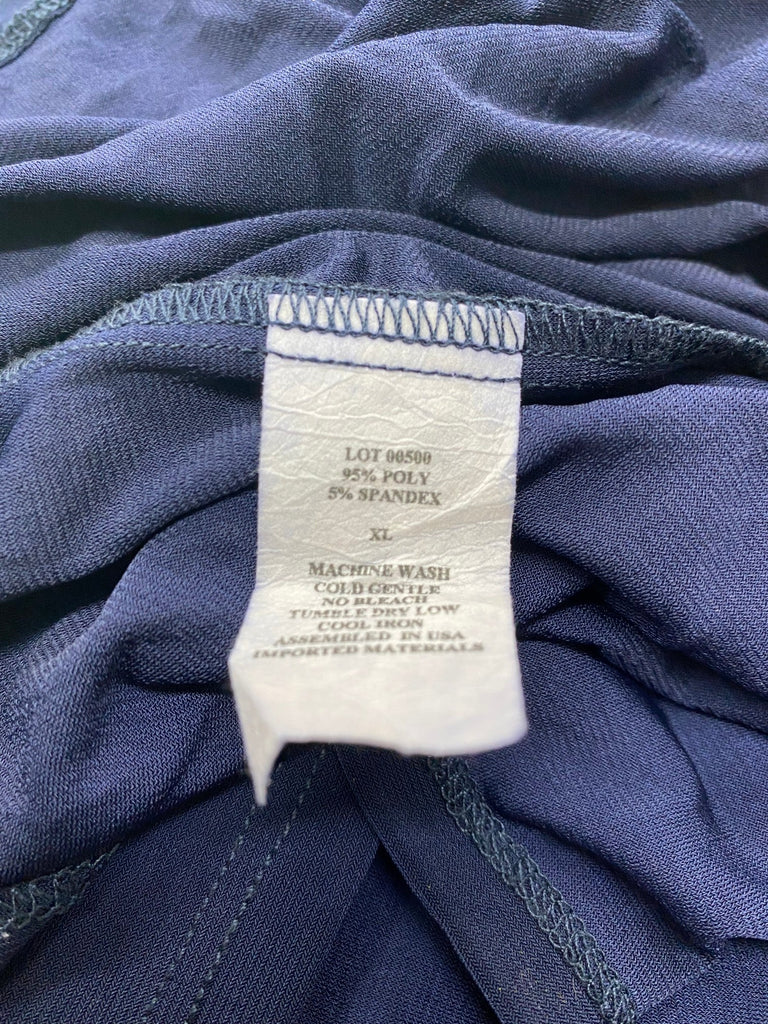 LOT 00500
95% POLY
5% SPANDEX
XL
MACHINE WASH
COLD GENTLE
NO BLEACH
TUMBLE DRY LOW
COOL IRON
ASSEMBLED IN USA
IMPORTED MATERIALS